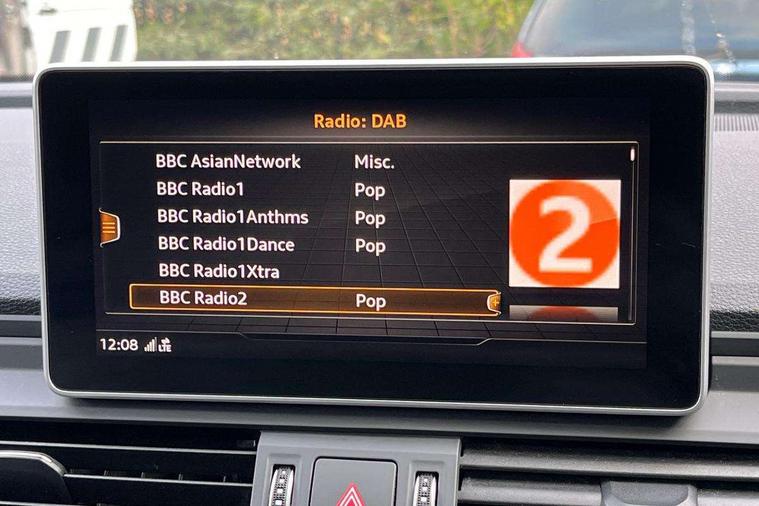 Radio: DAB
BBC AsianNetwork Misc.
BBC Radio1 Pop
BBC Radio1Anthms Pop
BBC Radio1Dance Pop
BBC Radio1Xtra
BBC Radio2 Pop
2
12:08 LTE